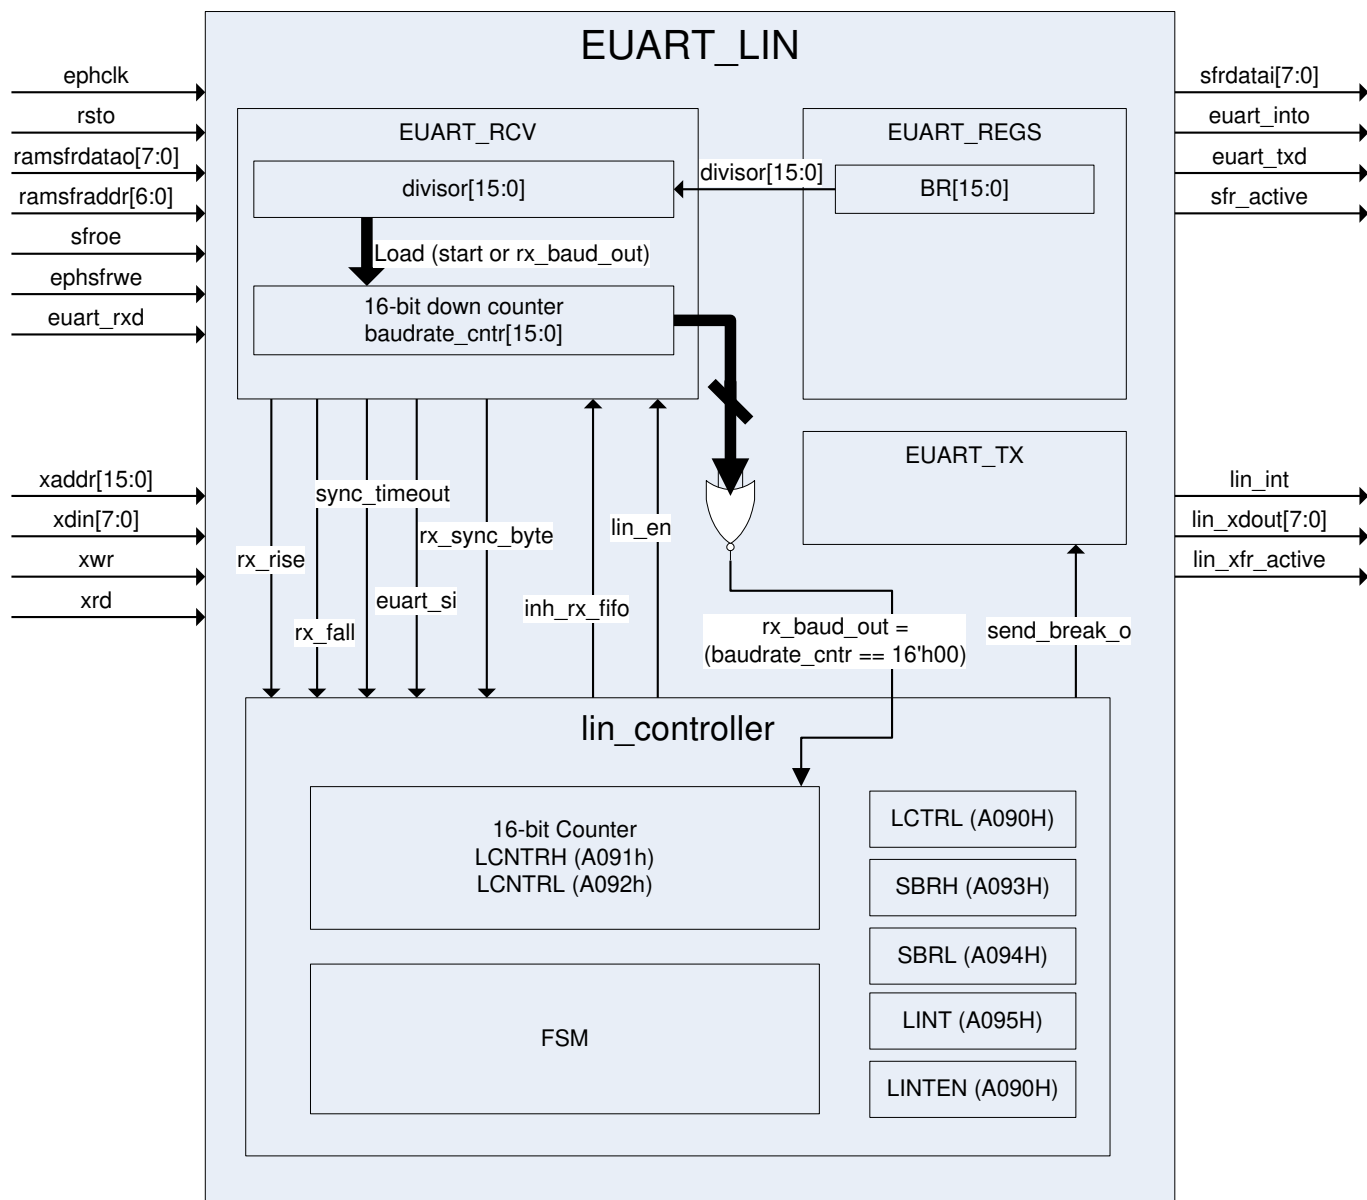 EUART_LIN
ephclk
rsto
ramsfrdatao[7:0]
ramsfraddr[6:0]
sfroe
ephsfrwe
euart_rxd
xaddr[15:0]
xdin[7:0]
xwr
xrd
EUART_RCV
divisor[15:0]
Load (start or rx_baud_out)
16-bit down counter
baudrate_cntr[15:0]
divisor[15:0]
EUART_REGS
BR[15:0]
EUART_TX
sfrdatai[7:0]
euart_into
euart_txd
sfr_active
lin_int
lin_xdout[7:0]
lin_xfr_active
rx_rise
rx_fall
sync_timeout
euart_si
rx_sync_byte
inh_rx_fifo
lin_en
rx_baud_out =
(baudrate_cntr == 16'h00)
send_break_o
lin_controller
16-bit Counter
LCNTRH (A091h)
LCNTRL (A092h)
FSM
LCTRL (A090H)
SBRH (A093H)
SBRL (A094H)
LINT (A095H)
LINTEN (A090H)